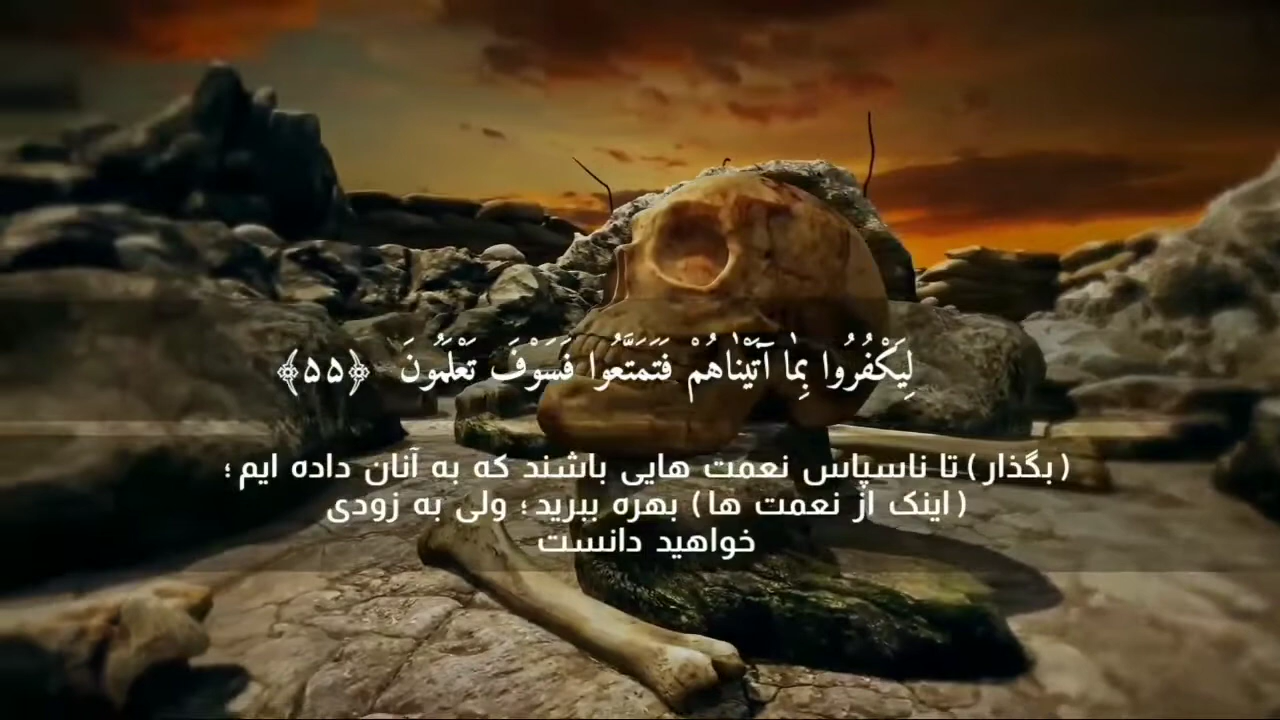 لِيَكْفُرُوا بِمٰا آتَيْنٰاهُمْ فَتَمَتَّعُوا فَسَوْفَ تَعْلَمُونَ ﴿۵۵﴾
(بگذار) تا ناسپاس نعمت هایی باشند که به آنان داده ایم؛
(اینک از نعمت ها) بهره ببرید؛ ولی به زودی
خواهید دانست